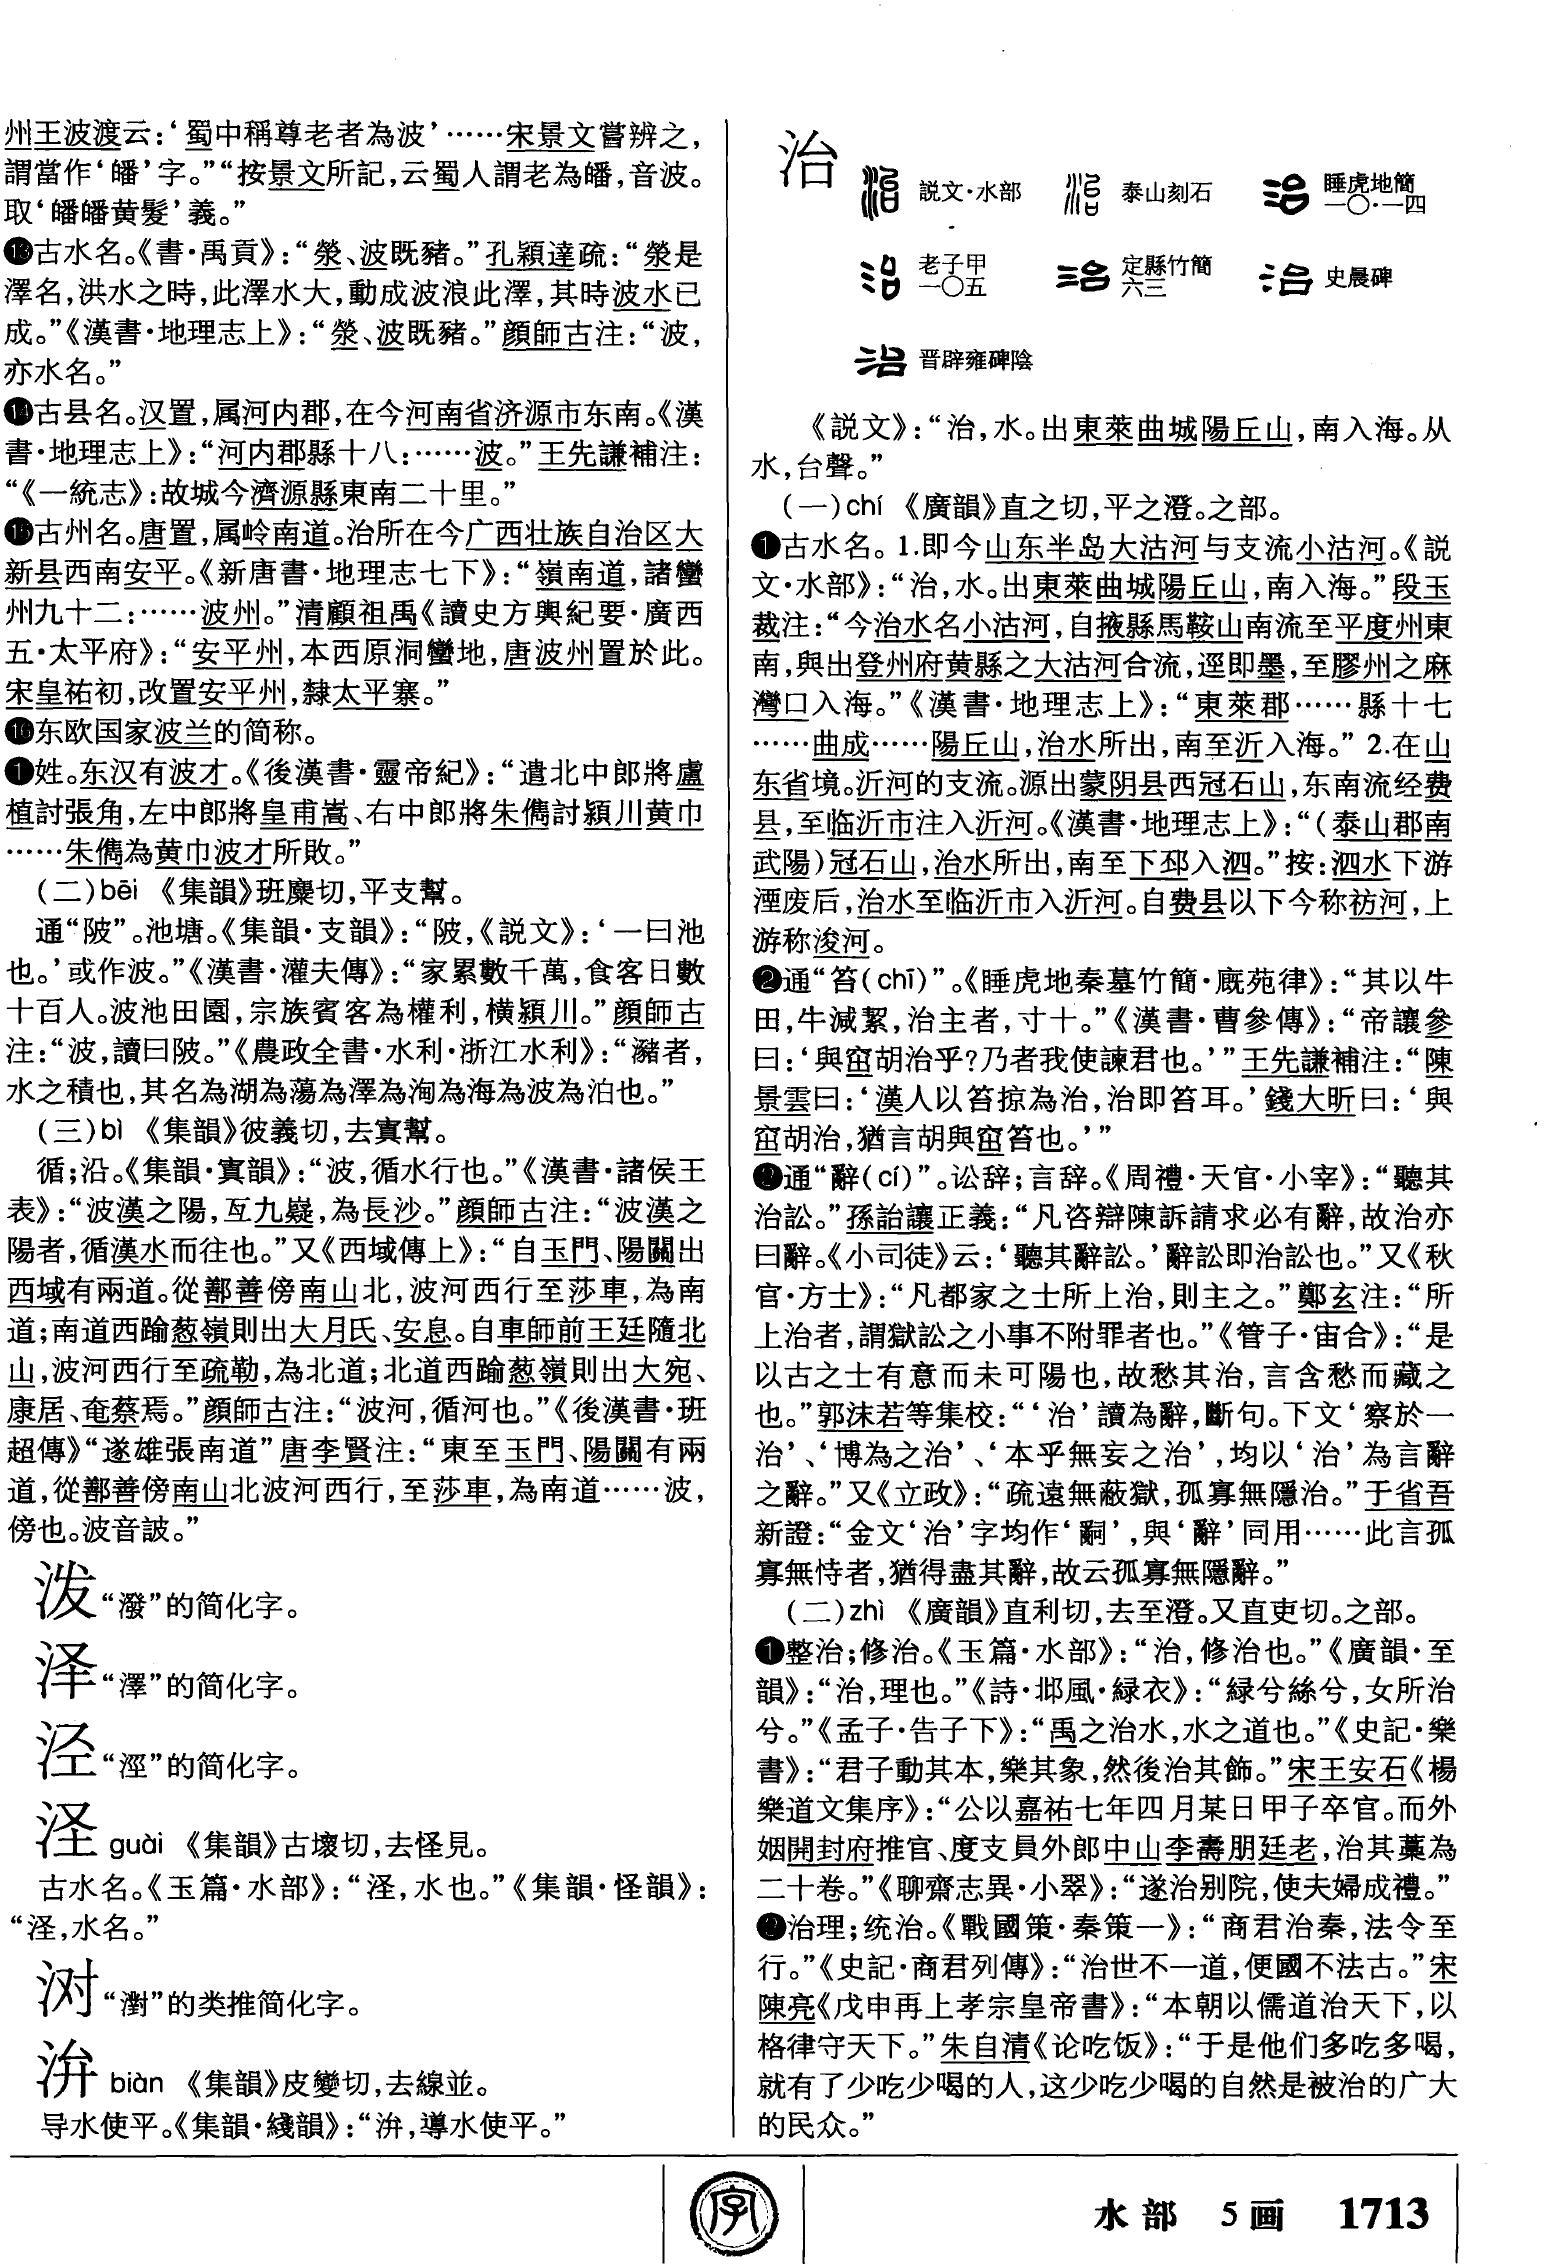 州王波渡云：‘蜀中稱尊老者為波’……宋景文嘗辨之，
謂當作‘皤’字。”“按景文所記，云蜀人謂老為皤，音波。
取‘皤皤黄髮’義。”
⓭古水名。《書·禹貢》：“滎、波既豬。”孔穎達疏：“滎是
澤名，洪水之時，此澤水大，動成波浪此澤，其時波水已
成。”《漢書·地理志上》：“滎、波既豬。”顔師古注：“波，
亦水名。”
⓮古县名。汉置，属河内郡，在今河南省济源市东南。《漢
書·地理志上》：“河内郡縣十八：……波。”王先謙補注：
“《一統志》：故城今濟源縣東南二十里。”
⓯古州名。唐置，属岭南道。治所在今广西壮族自治区大
新县西南安平。《新唐書·地理志七下》：“嶺南道，諸蠻
州九十二：……波州。”清顧祖禹《讀史方輿紀要·廣西
五·太平府》：“安平州，本西原洞蠻地，唐波州置於此。
宋皇祐初，改置安平州，隸太平寨。”
⓰东欧国家波兰的简称。
❶姓。东汉有波才。《後漢書·靈帝紀》：“遣北中郎將盧
植討張角，左中郎將皇甫嵩、右中郎將朱儁討潁川黄巾
……朱儁為黄巾波才所敗。”
（二）bēi 《集韻》班麋切，平支幫。
通“陂”。池塘。《集韻·支韻》：“陂，《説文》：‘一曰池
也。’或作波。”《漢書·灌夫傳》：“家累數千萬，食客日數
十百人。波池田園，宗族賓客為權利，横潁川。”顔師古
注：“波，讀曰陂。”《農政全書·水利·浙江水利》：“瀦者，
水之積也，其名為湖為蕩為澤為淘為海為波為泊也。”
（三）bì 《集韻》彼義切，去寘幫。
循；沿。《集韻·寘韻》：“波，循水行也。”《漢書·諸侯王
表》：“波漢之陽，亙九嶷，為長沙。”顔師古注：“波漢之
陽者，循漢水而往也。”又《西域傳上》：“自玉門、陽關出
西域有兩道。從鄯善傍南山北，波河西行至莎車，為南
道；南道西踰葱嶺則出大月氏、安息。自車師前王廷隨北
山，波河西行至疏勒，為北道；北道西踰葱嶺則出大宛、
康居、奄蔡焉。”顔師古注：“波河，循河也。”《後漢書·班
超傳》“遂雄張南道”唐李賢注：“東至玉門、陽關有兩
道，從鄯善傍南山北波河西行，至莎車，為南道……波，
傍也。波音詖。”
泼 “潑”的简化字。
泽 “澤”的简化字。
泾 “涇”的简化字。
泾 guài 《集韻》古壞切，去怪見。
古水名。《玉篇·水部》：“泾，水也。”《集韻·怪韻》：
“泾，水名。”
浉 “濧”的类推简化字。
汫 biàn 《集韻》皮變切，去線並。
导水使平。《集韻·綫韻》：“汫，導水使平。”
治
説文·水部 泰山刻石 睡虎地簡
一〇·一四
老子甲
一〇五
定縣竹簡
六三
史晨碑
晋辟雍碑陰
《説文》：“治，水。出東萊曲城陽丘山，南入海。从
水，台聲。”
（一）chí 《廣韻》直之切，平之澄。之部。
❶古水名。1.即今山东半岛大沽河与支流小沽河。《説
文·水部》：“治，水。出東萊曲城陽丘山，南入海。”段玉
裁注：“今治水名小沽河，自掖縣馬鞍山南流至平度州東
南，與出登州府黄縣之大沽河合流，逕即墨，至膠州之麻
灣口入海。”《漢書·地理志上》：“東萊郡……縣十七
……曲成……陽丘山，治水所出，南至沂入海。”2.在山
东省境。沂河的支流。源出蒙阴县西冠石山，东南流经费
县，至临沂市注入沂河。《漢書·地理志上》：“（泰山郡南
武陽）冠石山，治水所出，南至下邳入泗。”按：泗水下游
湮废后，治水至临沂市入沂河。自费县以下今称祊河，上
游称浚河。
❷通“笞（chī）”。《睡虎地秦墓竹簡·廄苑律》：“其以牛
田，牛減絜，治主者，寸十。”《漢書·曹參傳》：“帝讓參
曰：‘與窋胡治乎？乃者我使諫君也。’”王先謙補注：“陳
景雲曰：‘漢人以笞掠為治，治即笞耳。’錢大昕曰：‘與
窋胡治，猶言胡與窋笞也。’”
❷通“辭（cí）”。讼辞；言辞。《周禮·天官·小宰》：“聽其
治訟。”孫詒讓正義：“凡咨辯陳訴請求必有辭，故治亦
曰辭。《小司徒》云：‘聽其辭訟。’辭訟即治訟也。”又《秋
官·方士》：“凡都家之士所上治，則主之。”鄭玄注：“所
上治者，謂獄訟之小事不附罪者也。”《管子·宙合》：“是
以古之士有意而未可陽也，故愁其治，言含愁而藏之
也。”郭沫若等集校：“‘治’讀為辭，斷句。下文‘察於一
治’、‘博為之治’、‘本乎無妄之治’，均以‘治’為言辭
之辭。”又《立政》：“疏遠無蔽獄，孤寡無隱治。”于省吾
新證：“金文‘治’字均作‘嗣’，與‘辭’同用……此言孤
寡無恃者，猶得盡其辭，故云孤寡無隱辭。”
（二）zhì 《廣韻》直利切，去至澄。又直吏切。之部。
❶整治；修治。《玉篇·水部》：“治，修治也。”《廣韻·至
韻》：“治，理也。”《詩·邶風·緑衣》：“緑兮絲兮，女所治
兮。”《孟子·告子下》：“禹之治水，水之道也。”《史記·樂
書》：“君子動其本，樂其象，然後治其飾。”宋王安石《楊
樂道文集序》：“公以嘉祐七年四月某日甲子卒官。而外
姻開封府推官、度支員外郎中山李壽朋廷老，治其藁為
二十卷。”《聊齋志異·小翠》：“遂治别院，使夫婦成禮。”
❷治理；统治。《戰國策·秦策一》：“商君治秦，法令至
行。”《史記·商君列傳》：“治世不一道，便國不法古。”宋
陳亮《戊申再上孝宗皇帝書》：“本朝以儒道治天下，以
格律守天下。”朱自清《论吃饭》：“于是他们多吃多喝，
就有了少吃少喝的人，这少吃少喝的自然是被治的广大
的民众。”
字
水部 5画 1713